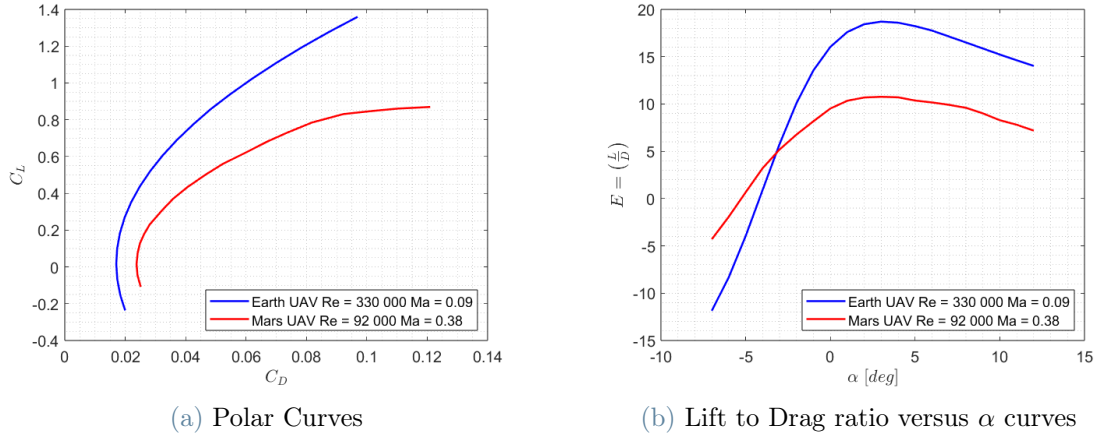 1.4
1.2
1
0.8
0.6
0.4
0.2
0
-0.2
-0.4
C_L
0 0.02 0.04 0.06 0.08 0.1 0.12 0.14
C_D
Earth UAV Re = 330 000 Ma = 0.09
Mars UAV Re = 92 000 Ma = 0.38
(a) Polar Curves
20
15
10
5
0
-5
-10
-15
E = (L/D)
-10 -5 0 5 10 15
α [deg]
Earth UAV Re = 330 000 Ma = 0.09
Mars UAV Re = 92 000 Ma = 0.38
(b) Lift to Drag ratio versus α curves